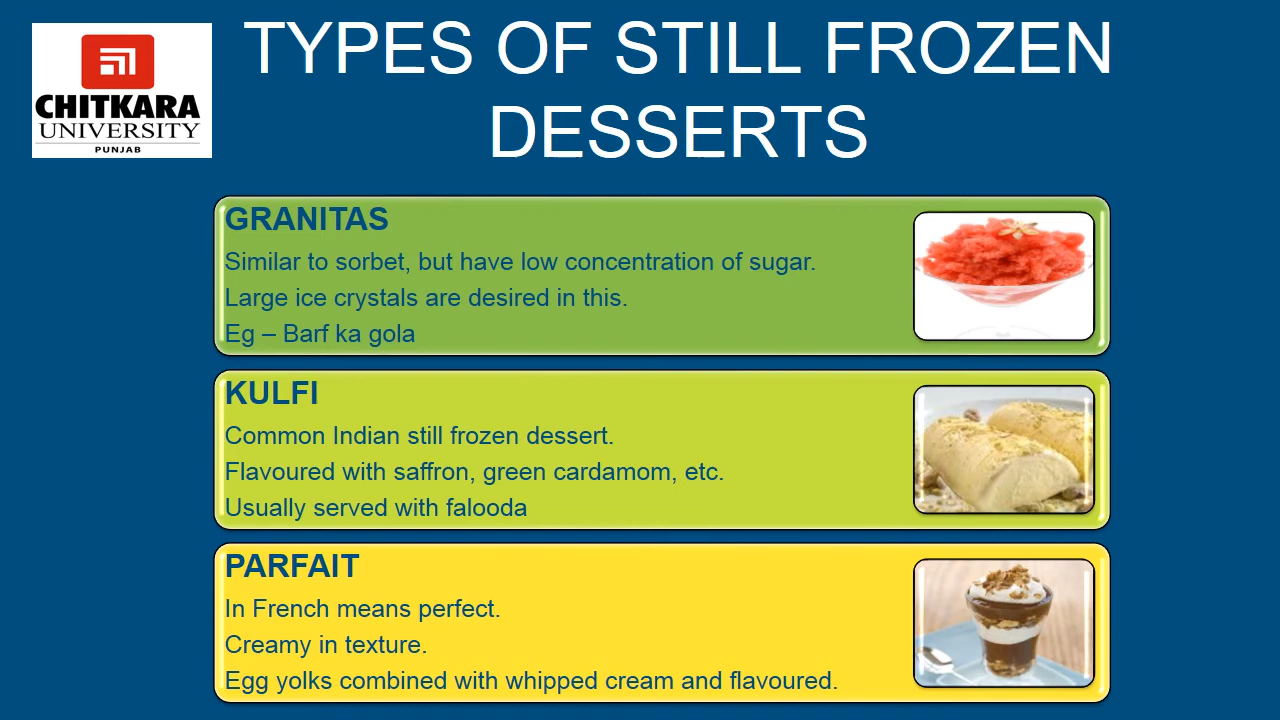 CHITKARA
UNIVERSITY
PUNJAB
TYPES OF STILL FROZEN
DESSERTS
GRANITAS
Similar to sorbet, but have low concentration of sugar.
Large ice crystals are desired in this.
Eg – Barf ka gola
KULFI
Common Indian still frozen dessert.
Flavoured with saffron, green cardamom, etc.
Usually served with falooda
PARFAIT
In French means perfect.
Creamy in texture.
Egg yolks combined with whipped cream and flavoured.